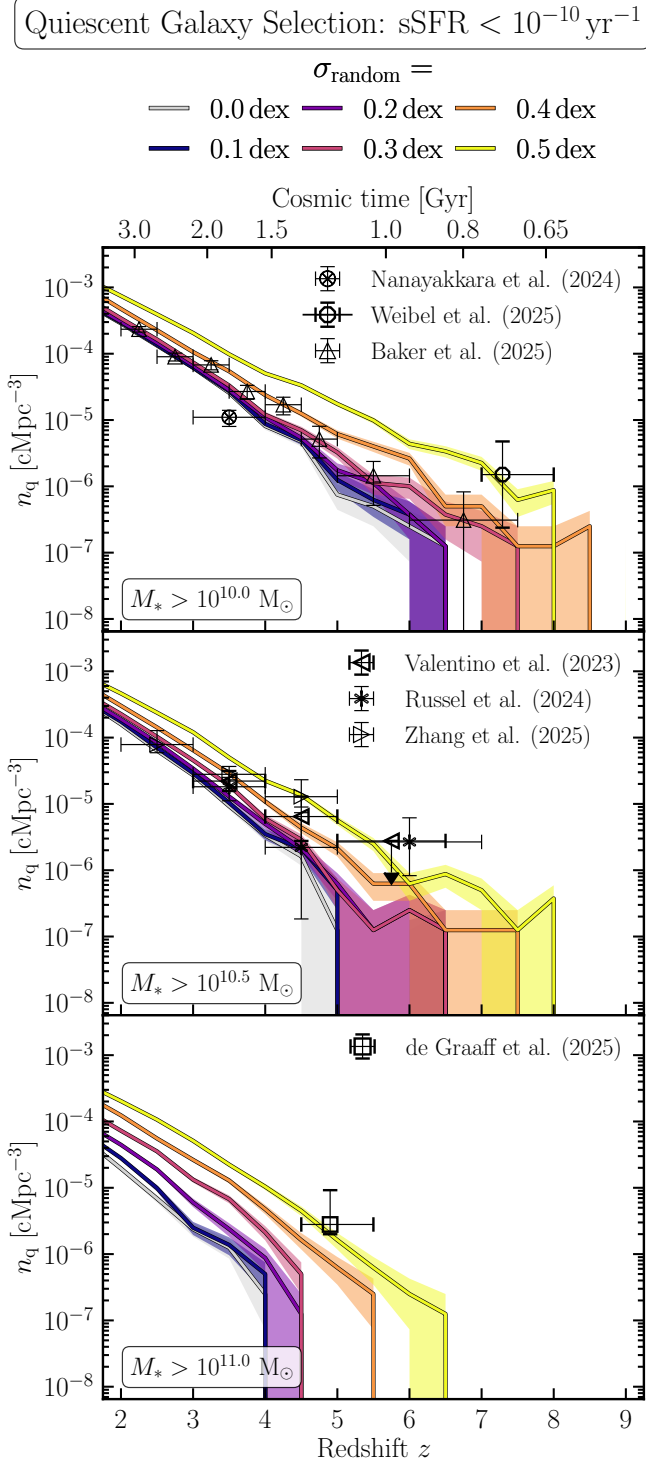 Quiescent Galaxy Selection: sSFR < 10⁻¹⁰ yr⁻¹
σ_random =
0.0 dex 0.2 dex 0.4 dex
0.1 dex 0.3 dex 0.5 dex
Cosmic time [Gyr]
3.0 2.0 1.5 1.0 0.8 0.65
Nanayakkara et al. (2024)
Weibel et al. (2025)
Baker et al. (2025)
n_q [cMpc⁻³]
10⁻³
10⁻⁴
10⁻⁵
10⁻⁶
10⁻⁷
10⁻⁸
M_* > 10^10.0 M_⊙
Valentino et al. (2023)
Russel et al. (2024)
Zhang et al. (2025)
n_q [cMpc⁻³]
10⁻³
10⁻⁴
10⁻⁵
10⁻⁶
10⁻⁷
10⁻⁸
M_* > 10^10.5 M_⊙
de Graaff et al. (2025)
n_q [cMpc⁻³]
10⁻³
10⁻⁴
10⁻⁵
10⁻⁶
10⁻⁷
10⁻⁸
M_* > 10^11.0 M_⊙
2 3 4 5 6 7 8 9
Redshift z